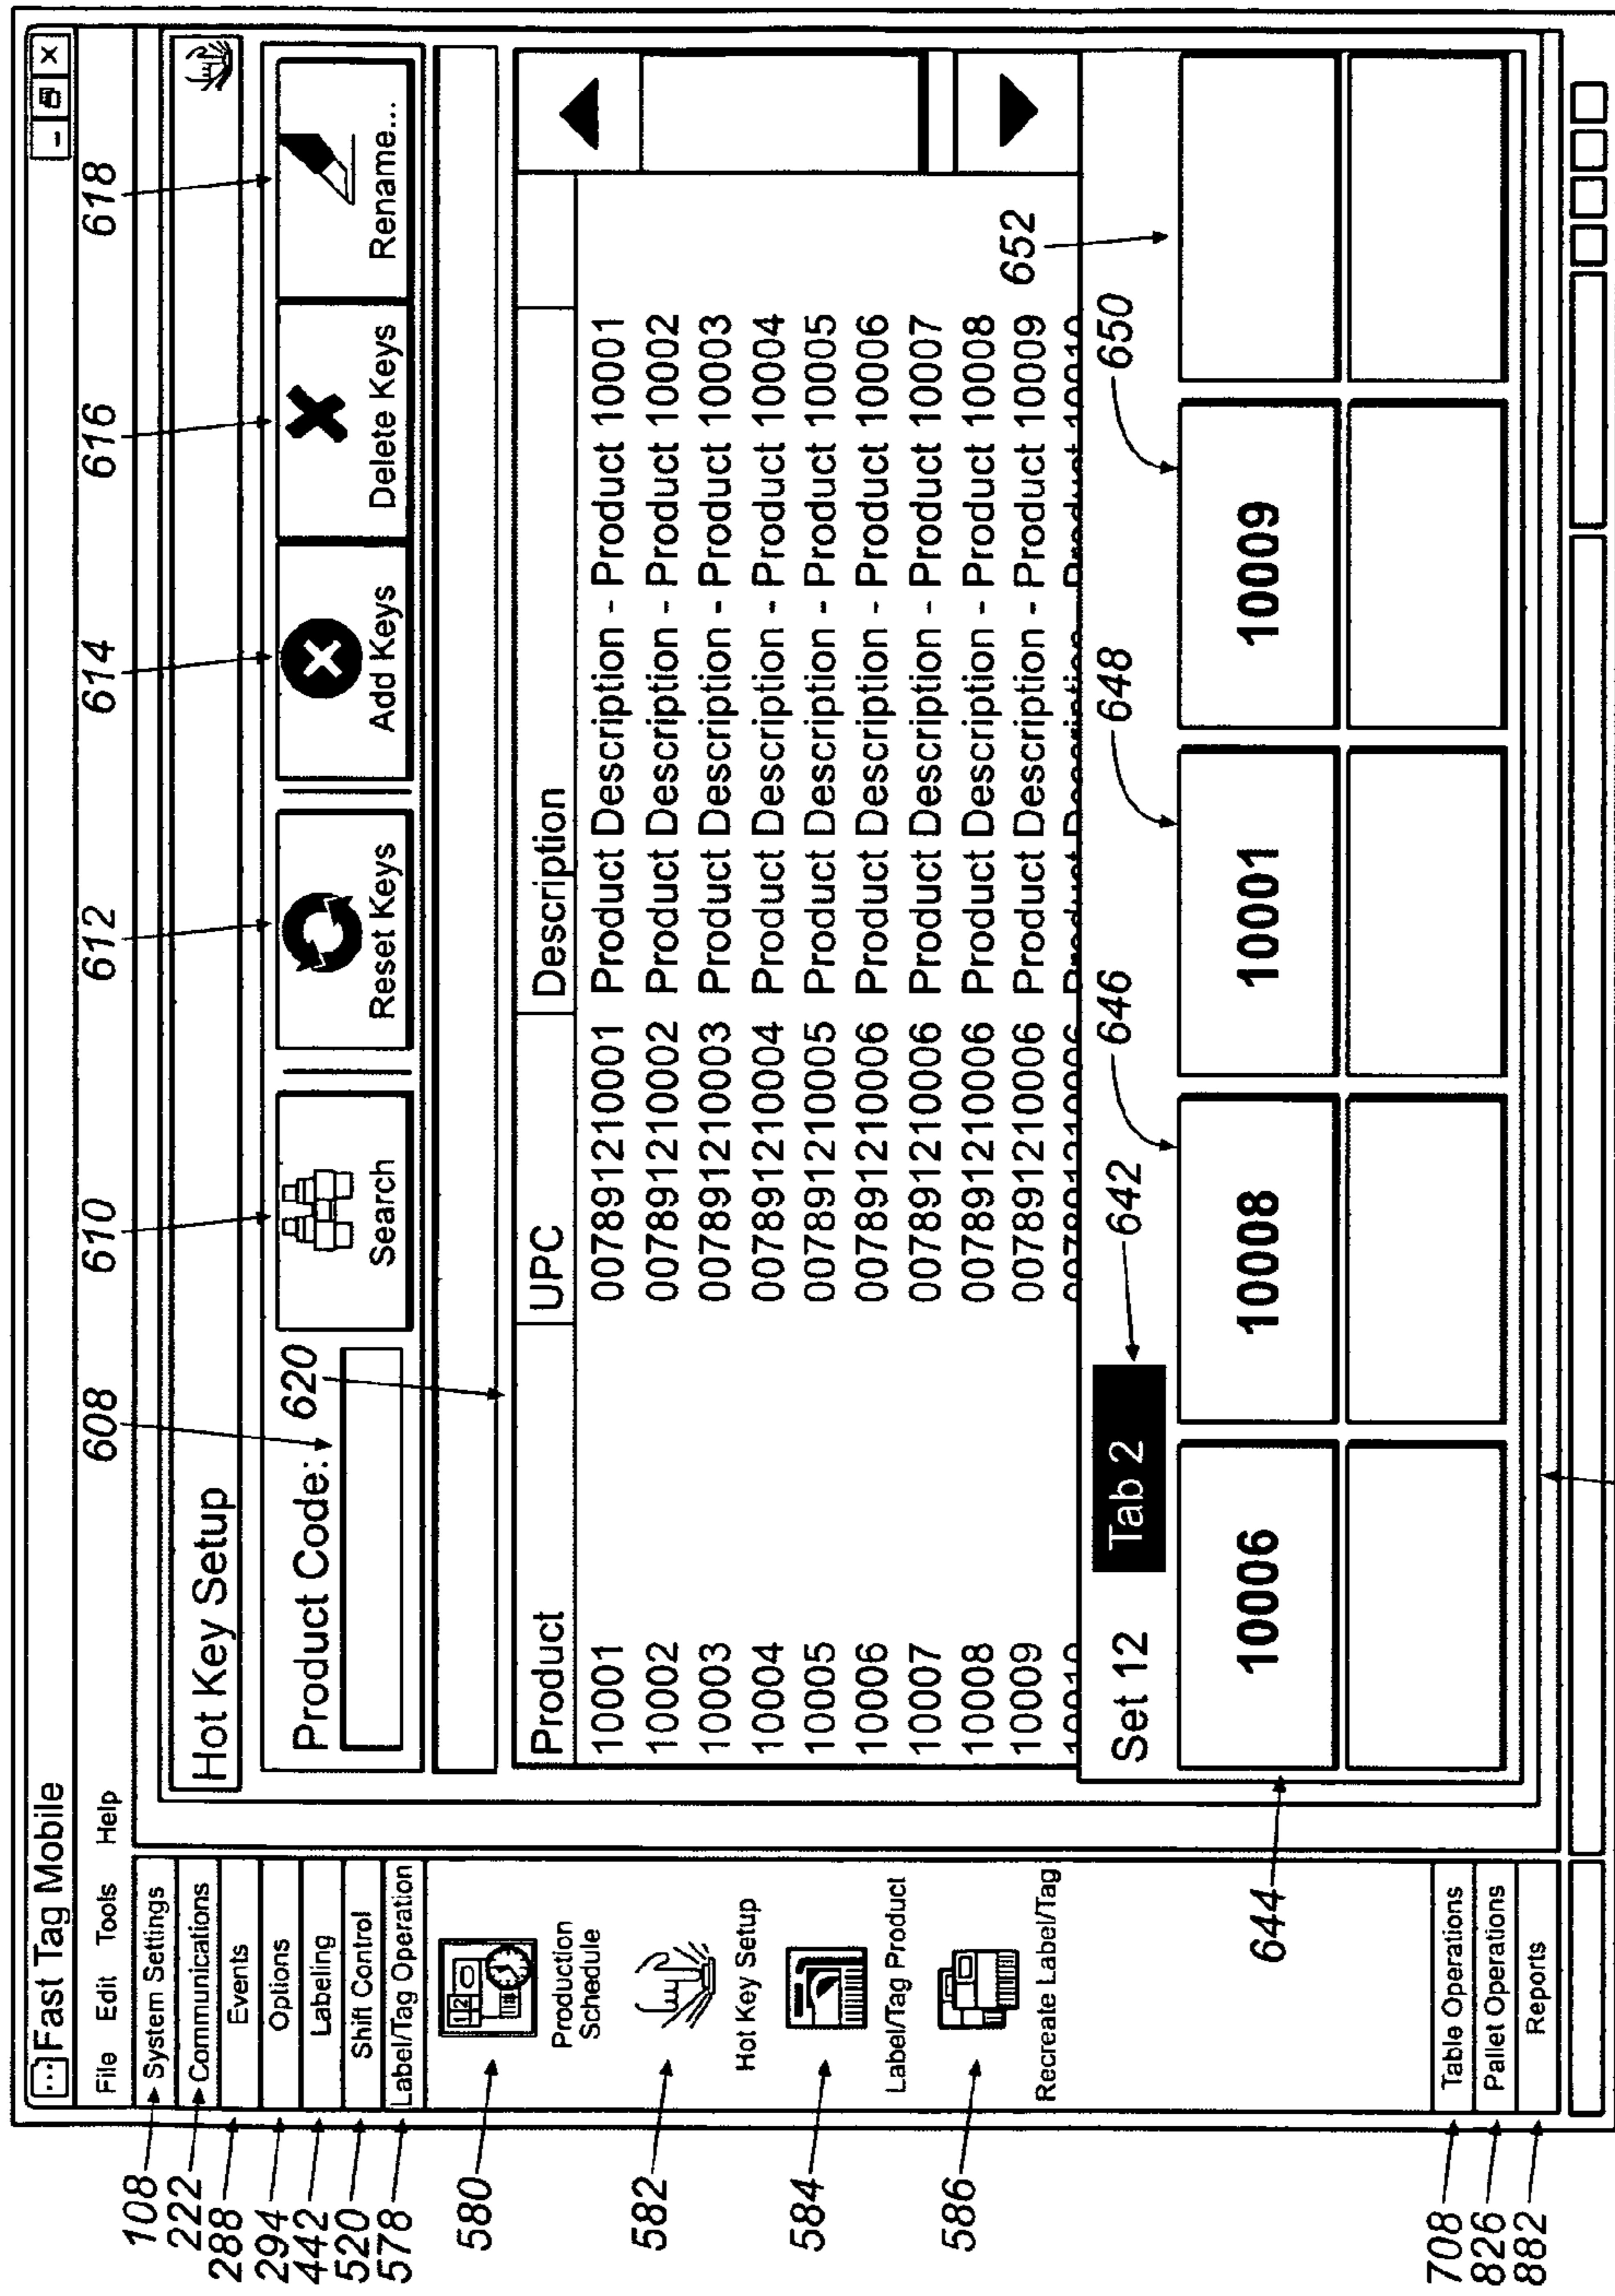 Fast Tag Mobile
File Edit Tools Help
608 610 612 614 616 618
108 System Settings
222 Communications
288 Events
294 Options
442 Labeling
520 Shift Control
578 Label/Tag Operation
580
Production
Schedule
582
Hot Key Setup
584
Label/Tag Product
586
Recreate Label/Tag
708 Table Operations
826 Pallet Operations
882 Reports
Hot Key Setup
Product Code: 620
Search
Reset Keys
Add Keys
Delete Keys
Rename...
Product UPC Description
10001 007891210001 Product Description - Product 10001
10002 007891210002 Product Description - Product 10002
10003 007891210003 Product Description - Product 10003
10004 007891210004 Product Description - Product 10004
10005 007891210005 Product Description - Product 10005
10006 007891210006 Product Description - Product 10006
10007 007891210006 Product Description - Product 10007
10008 007891210006 Product Description - Product 10008
10009 007891210006 Product Description - Product 10009
10010 007891210006 Product Description - Product 10010
652
Set 12 Tab 2 642 646 648 650
644
10006 10008 10001 10009